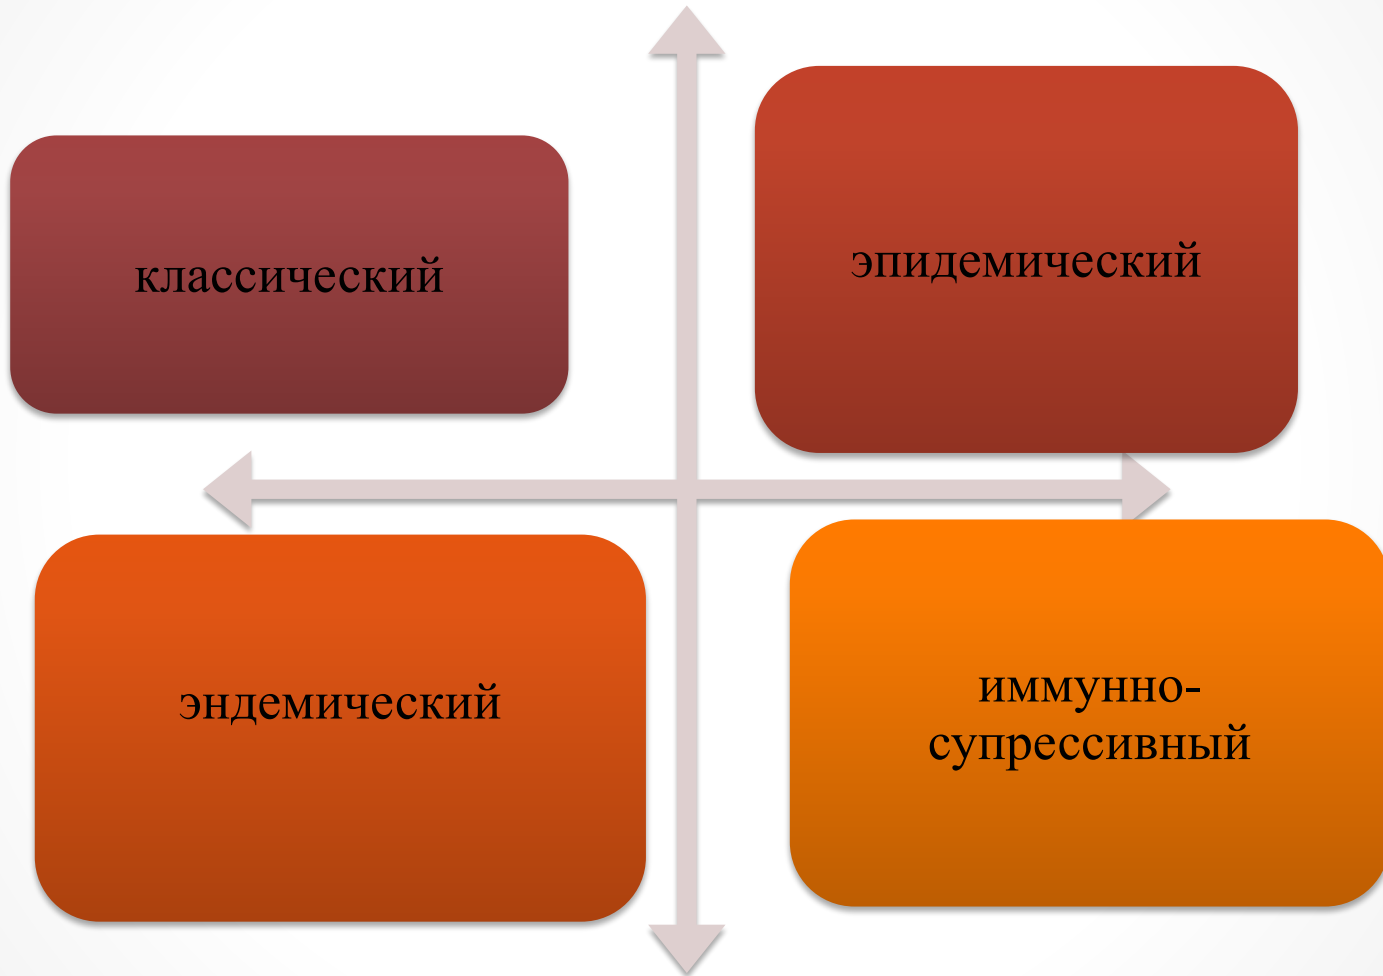 классический
эпидемический
эндемический
иммунно-
супрессивный